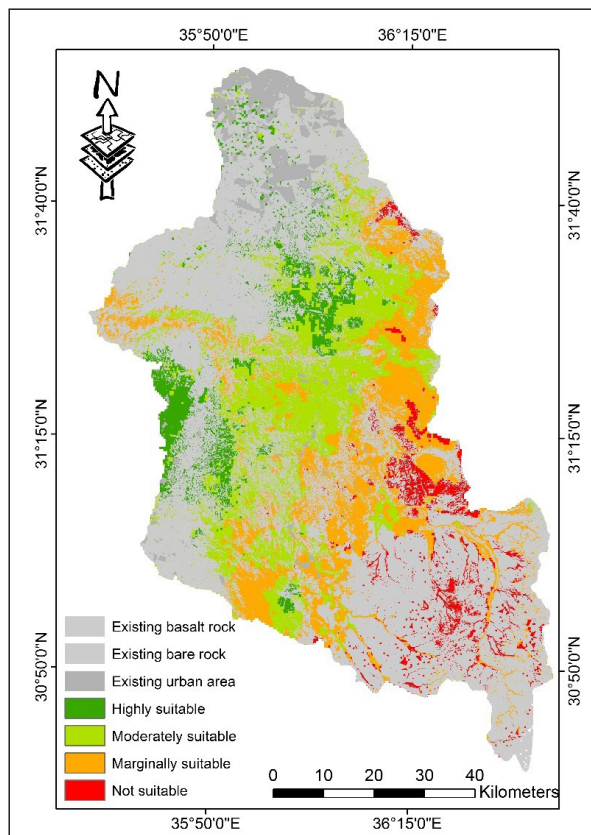 35°50'0"E 36°15'0"E
N
31°40'0"N 31°40'0"N
31°15'0"N 31°15'0"N
30°50'0"N 30°50'0"N
Existing basalt rock
Existing bare rock
Existing urban area
Highly suitable
Moderately suitable
Marginally suitable
Not suitable
0 10 20 30 40
Kilometers
35°50'0"E 36°15'0"E